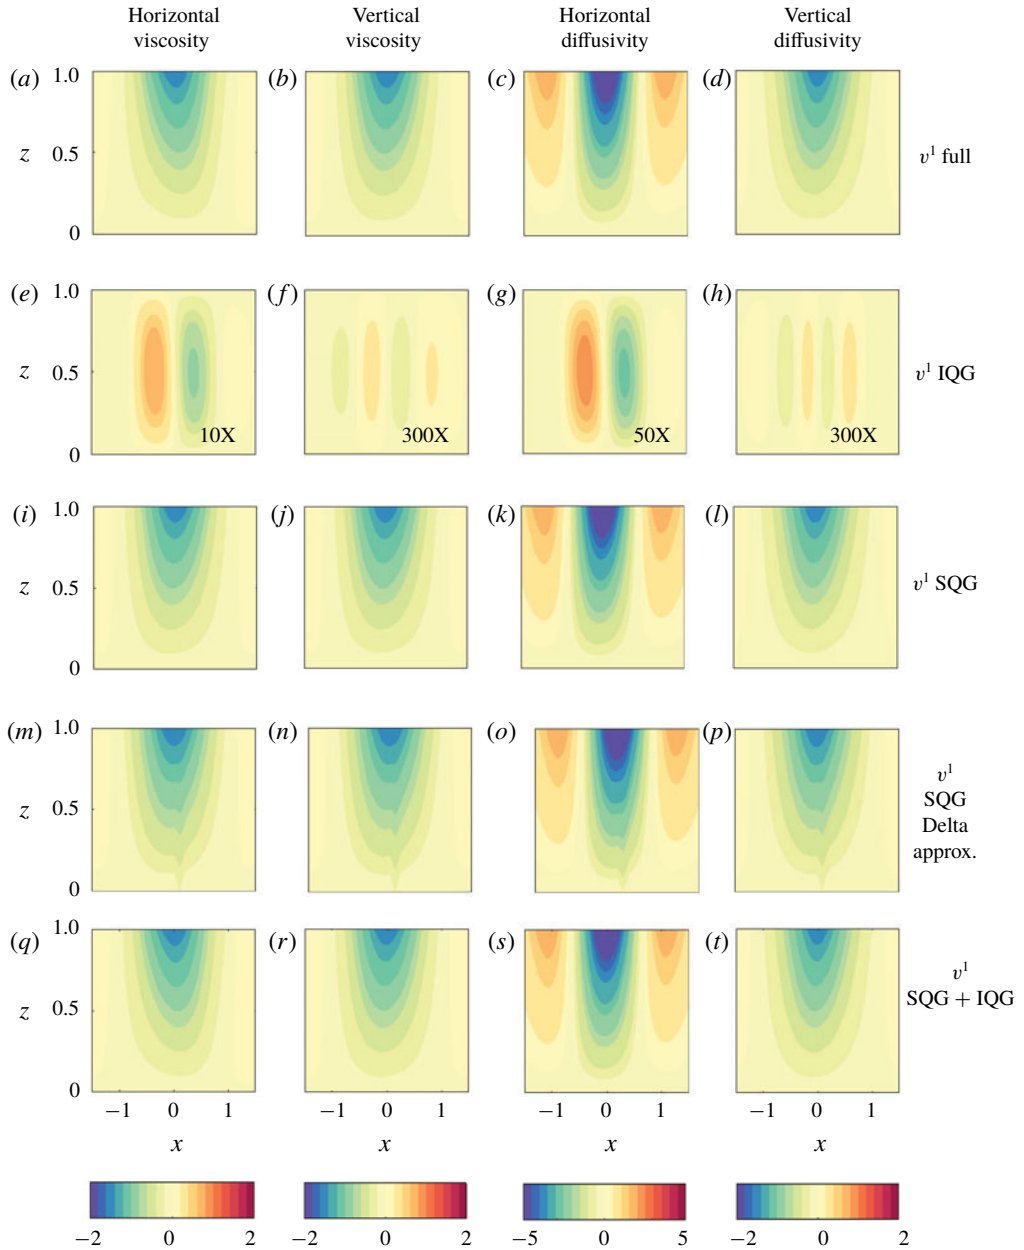 Horizontal viscosity
Vertical viscosity
Horizontal diffusivity
Vertical diffusivity
(a) 1.0 (b) (c) (d)
z 0.5 v¹ full
0
(e) 1.0 (f) (g) (h)
z 0.5 v¹ IQG
10X 300X 50X 300X
0
(i) 1.0 (j) (k) (l)
z 0.5 v¹ SQG
0
(m) 1.0 (n) (o) (p)
v¹
SQG
z 0.5 Delta
approx.
0
(q) 1.0 (r) (s) (t)
v¹
SQG + IQG
z 0.5
0
−1 0 1 −1 0 1 −1 0 1 −1 0 1
x x x x
−2 0 2 −2 0 2 −5 0 5 −2 0 2